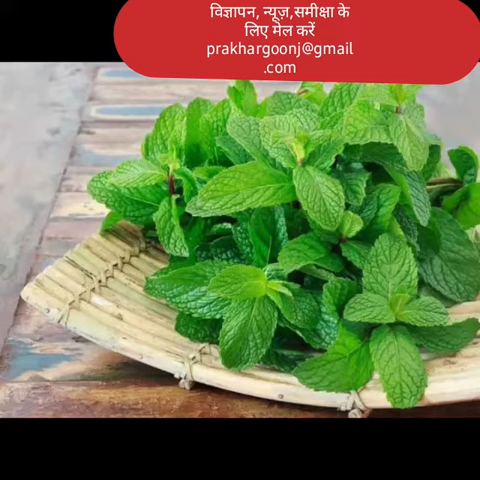 विज्ञापन, न्यूज़,समीक्षा के
लिए मेल करें
prakhargoonj@gmail
.com